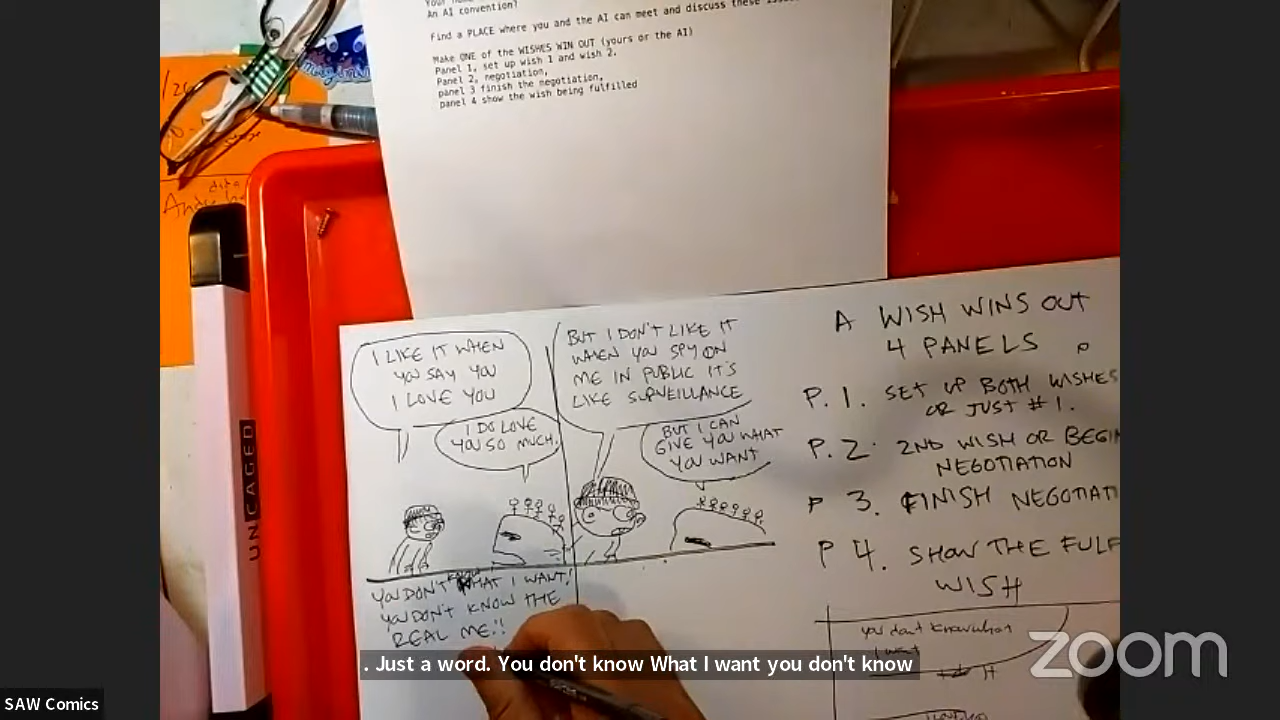 An AI convention?
Find a PLACE where you and the AI can meet and discuss these
Make ONE of the WISHES WIN OUT (yours or the AI)
Panel 1, set up wish 1 and wish 2.
Panel 2, negotiation,
panel 3 finish the negotiation,
panel 4 show the wish being fulfilled
UNCAGED
I LIKE IT WHEN
YOU SAY YOU
I LOVE YOU
I DO LOVE
YOU SO MUCH.
BUT I DON'T LIKE IT
WHEN YOU SPY ON
ME IN PUBLIC IT'S
LIKE SURVEILLANCE
BUT I CAN
GIVE YOU WHAT
YOU WANT
YOU DON'T KNOW WHAT I WANT!
YOU DON'T KNOW THE
REAL ME!!
A WISH WINS OUT
4 PANELS
P. 1. SET UP BOTH WISHES
OR JUST #1.
P. 2. 2ND WISH OR BEGIN
NEGOTIATION
P 3. FINISH NEGOTIATI
P 4. SHOW THE FULF
WISH
you don't know what
I want
. Just a word. You don't know What I want you don't know
zoom
SAW Comics